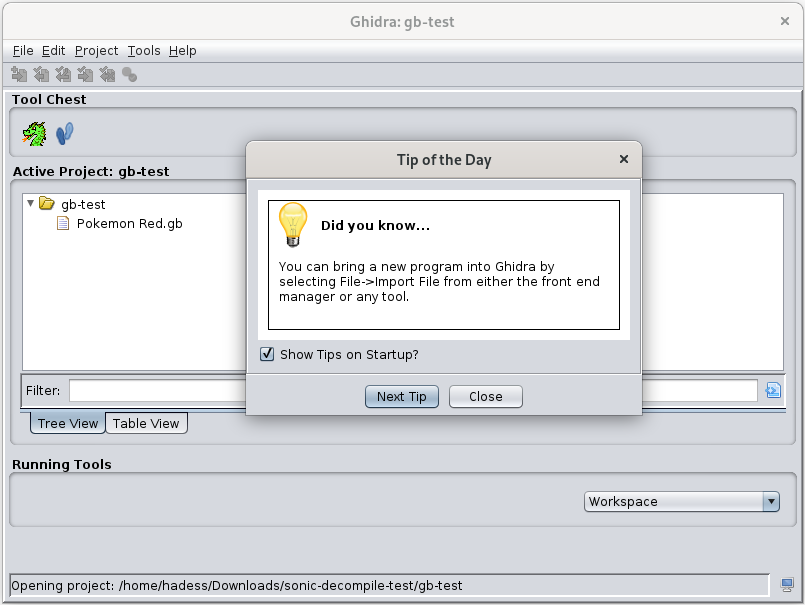 Ghidra: gb-test
File Edit Project Tools Help
Tool Chest
Active Project: gb-test
gb-test
Pokemon Red.gb
Tip of the Day
Did you know...
You can bring a new program into Ghidra by
selecting File->Import File from either the front end
manager or any tool.
Show Tips on Startup?
Next Tip Close
Filter:
Tree View Table View
Running Tools
Workspace
Opening project: /home/hadess/Downloads/sonic-decompile-test/gb-test